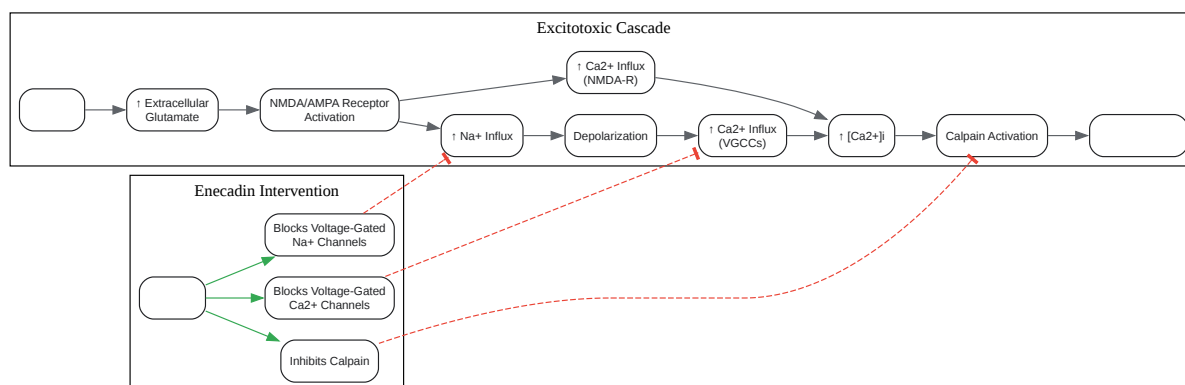 Excitotoxic Cascade
↑ Extracellular
Glutamate
NMDA/AMPA Receptor
Activation
↑ Ca2+ Influx
(NMDA-R)
↑ Na+ Influx
Depolarization
↑ Ca2+ Influx
(VGCCs)
↑ [Ca2+]i
Calpain Activation
Enecadin Intervention
Blocks Voltage-Gated
Na+ Channels
Blocks Voltage-Gated
Ca2+ Channels
Inhibits Calpain